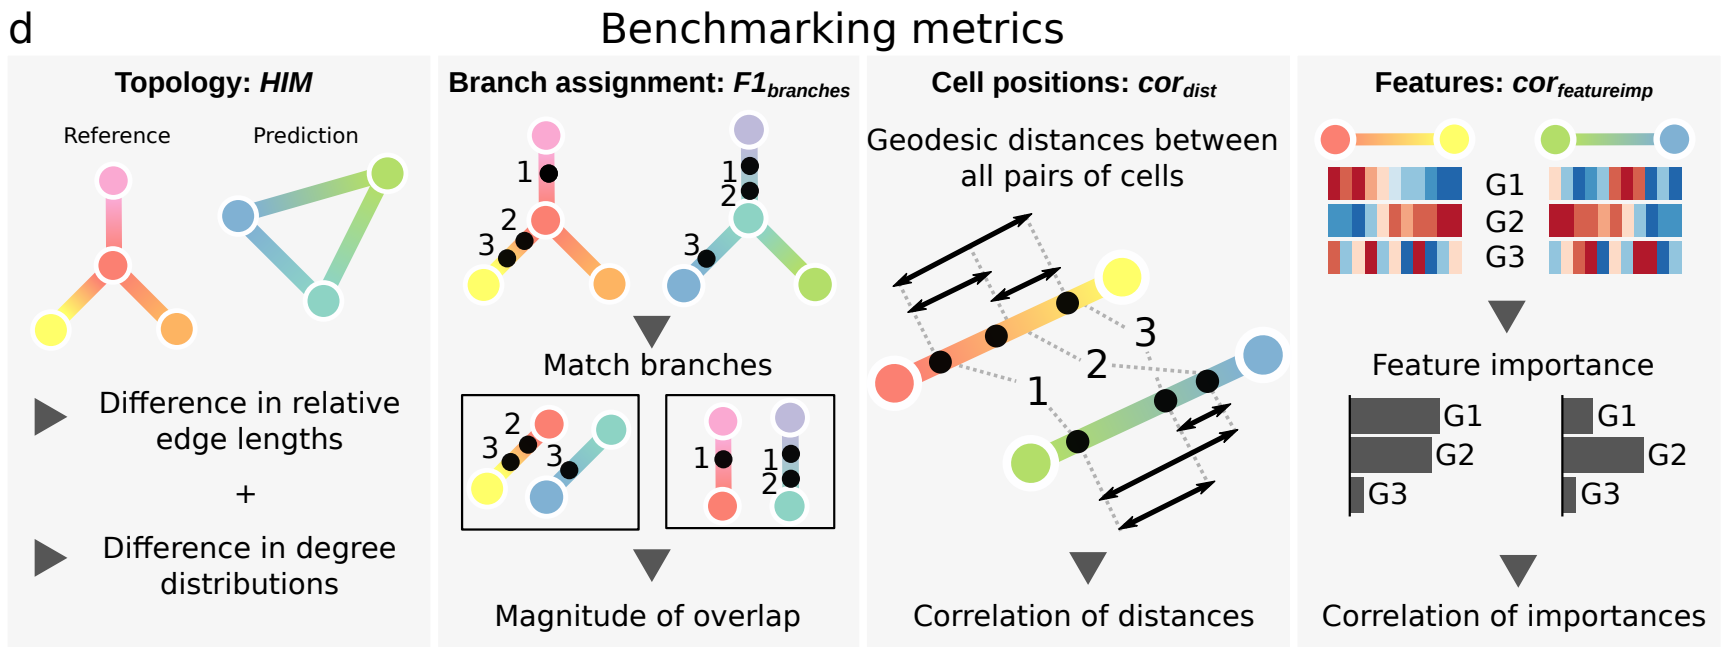 d
Benchmarking metrics
Topology: HIM
Reference
Prediction
Difference in relative
edge lengths
+
Difference in degree
distributions
Branch assignment: F1branches
1
2
3
1
2
3
Match branches
2
3
3
1
1
2
Magnitude of overlap
Cell positions: cordist
Geodesic distances between
all pairs of cells
3
2
1
Correlation of distances
Features: corfeatureimp
G1
G2
G3
Feature importance
G1
G2
G3
G1
G2
G3
Correlation of importances